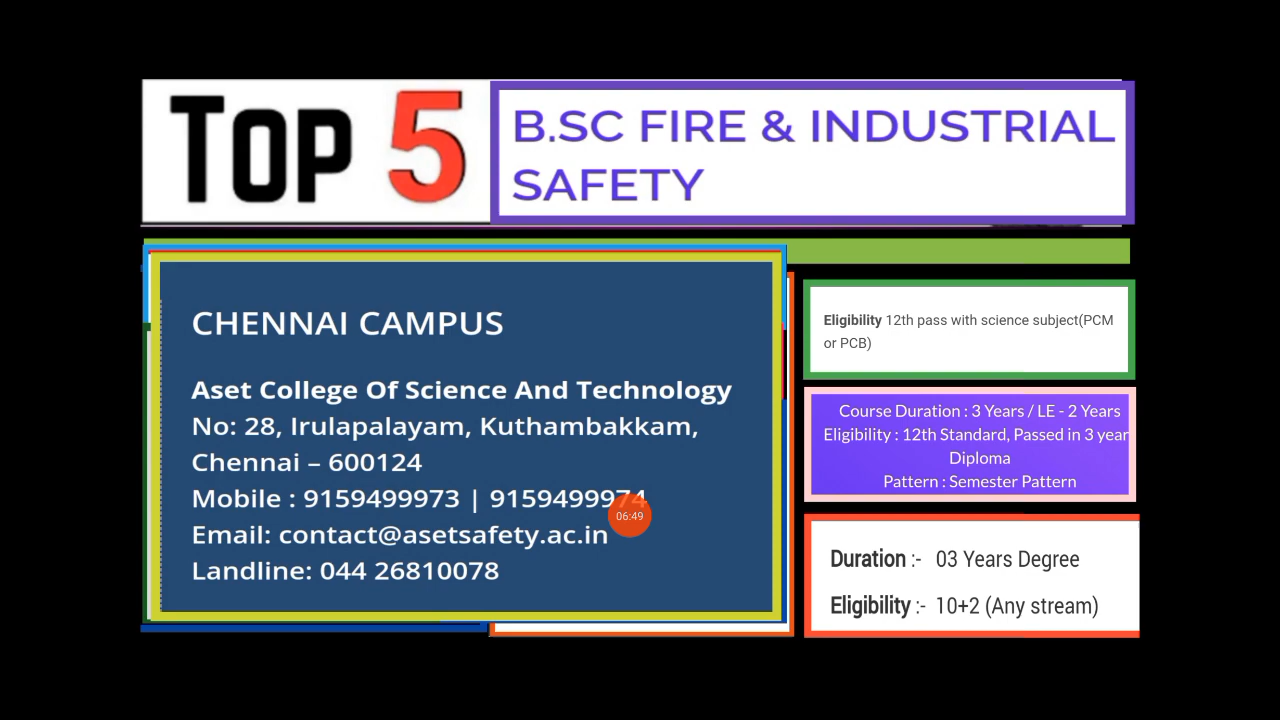 TOP 5
B.SC FIRE & INDUSTRIAL
SAFETY
CHENNAI CAMPUS
Aset College Of Science And Technology
No: 28, Irulapalayam, Kuthambakkam,
Chennai – 600124
Mobile : 9159499973 | 9159499974
Email: contact@asetsafety.ac.in
Landline: 044 26810078
06:49
Eligibility 12th pass with science subject(PCM
or PCB)
Course Duration : 3 Years / LE - 2 Years
Eligibility : 12th Standard, Passed in 3 year
Diploma
Pattern : Semester Pattern
Duration :- 03 Years Degree
Eligibility :- 10+2 (Any stream)